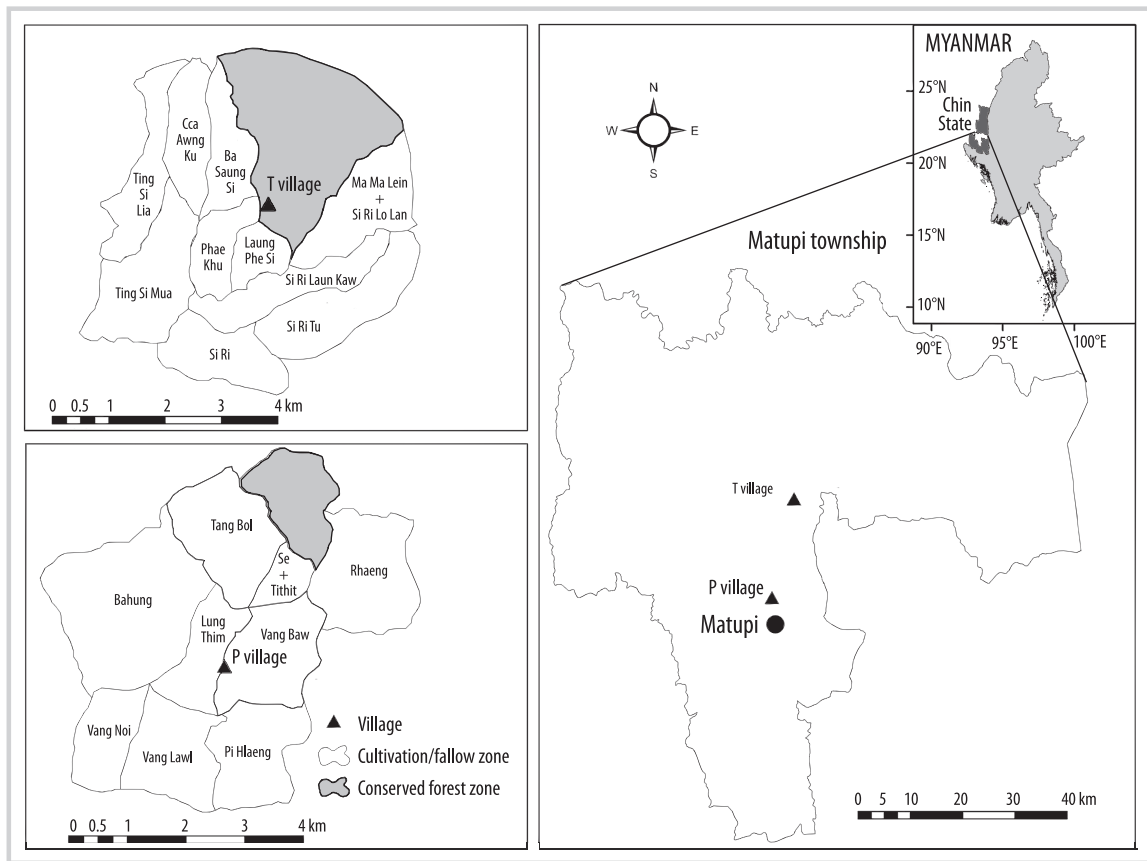 Cca
Awng
Ku
Ting
Si
Lia
Ba
Saung
Si
T village
Ma Ma Lein
+
Si Ri Lo Lan
Phae
Khu
Laung
Phe Si
Si Ri Laun Kaw
Ting Si Mua
Si Ri Tu
Si Ri
0 0.5 1 2 3 4 km
Tang Bol
Se
+
Tithit
Rhaeng
Bahung
Lung
Thim
Vang Baw
P village
Vang Noi
Vang Lawl
Pi Hlaeng
Village
Cultivation/fallow zone
Conserved forest zone
0 0.5 1 2 3 4 km
N
W E
S
MYANMAR
25°N
Chin
State
20°N
15°N
10°N
90°E 95°E 100°E
Matupi township
T village
P village
Matupi
0 5 10 20 30 40 km